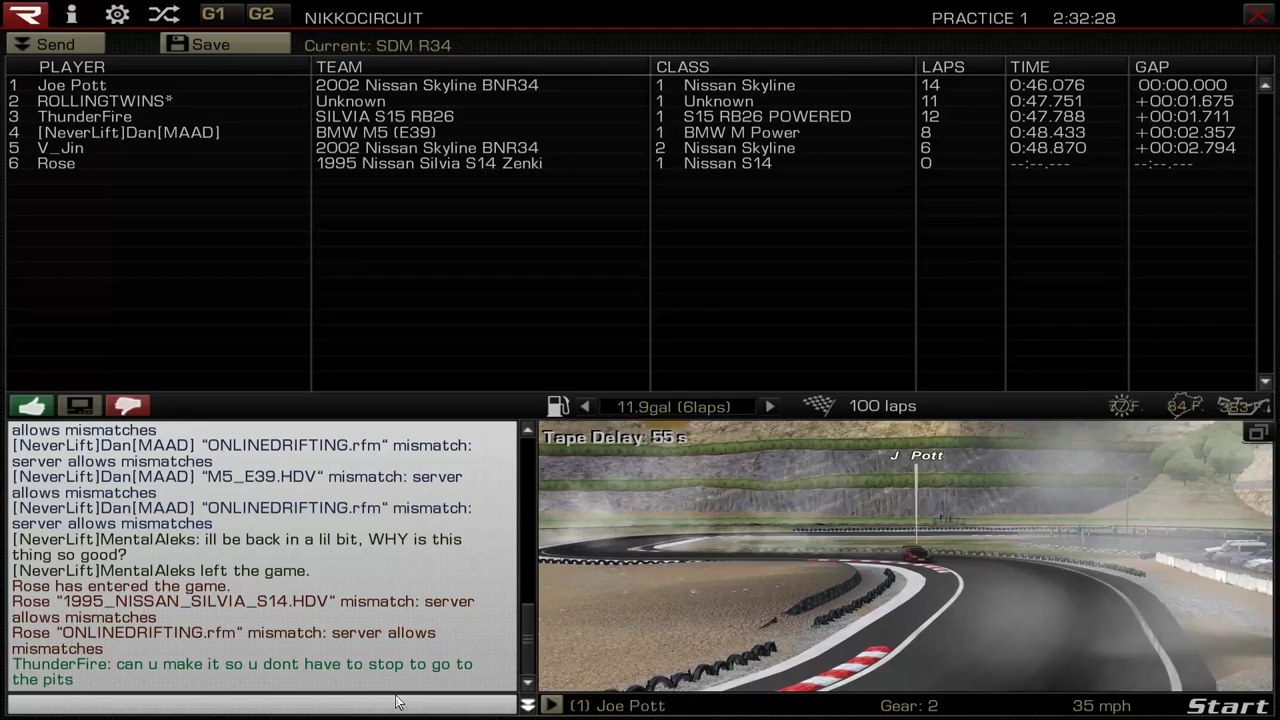 G1 G2 NIKKOCIRCUIT PRACTICE 1 2:32:28
Send Save Current: SDM R34
PLAYER TEAM CLASS LAPS TIME GAP
1 Joe Pott 2002 Nissan Skyline BNR34 1 Nissan Skyline 14 0:46.076 00:00.000
2 ROLLINGTWINS* Unknown 1 Unknown 11 0:47.751 +00:01.675
3 ThunderFire SILVIA S15 RB26 1 S15 RB26 POWERED 12 0:47.788 +00:01.711
4 [NeverLift]Dan[MAAD] BMW M5 (E39) 1 BMW M Power 8 0:48.433 +00:02.357
5 V_Jin 2002 Nissan Skyline BNR34 2 Nissan Skyline 6 0:48.870 +00:02.794
6 Rose 1995 Nissan Silvia S14 Zenki 1 Nissan S14 0 --:--.--- --:--.---
11.9gal (6laps) 100 laps 84 F.
allows mismatches
[NeverLift]Dan[MAAD] "ONLINEDRIFTING.rfm" mismatch:
server allows mismatches
[NeverLift]Dan[MAAD] "M5_E39.HDV" mismatch: server
allows mismatches
[NeverLift]Dan[MAAD] "ONLINEDRIFTING.rfm" mismatch:
server allows mismatches
[NeverLift]MentalAleks: ill be back in a lil bit, WHY is this
thing so good?
[NeverLift]MentalAleks left the game.
Rose has entered the game.
Rose "1995_NISSAN_SILVIA_S14.HDV" mismatch: server
allows mismatches
Rose "ONLINEDRIFTING.rfm" mismatch: server allows
mismatches
ThunderFire: can u make it so u dont have to stop to go to
the pits
Tape Delay: 55 s
J Pott
(1) Joe Pott Gear: 2 35 mph Start